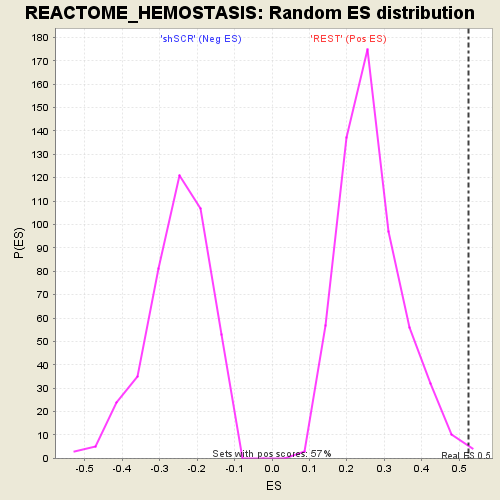 REACTOME_HEMOSTASIS: Random ES distribution
'shSCR' (Neg ES) 'REST' (Pos ES)
180
170
160
150
140
130
120
110
100
90
80
70
60
50
40
30
20
10
0
P(ES)
Sets with pos scores: 57%
Real ES 0.5
-0.5 -0.4 -0.3 -0.2 -0.1 0.0 0.1 0.2 0.3 0.4 0.5
ES